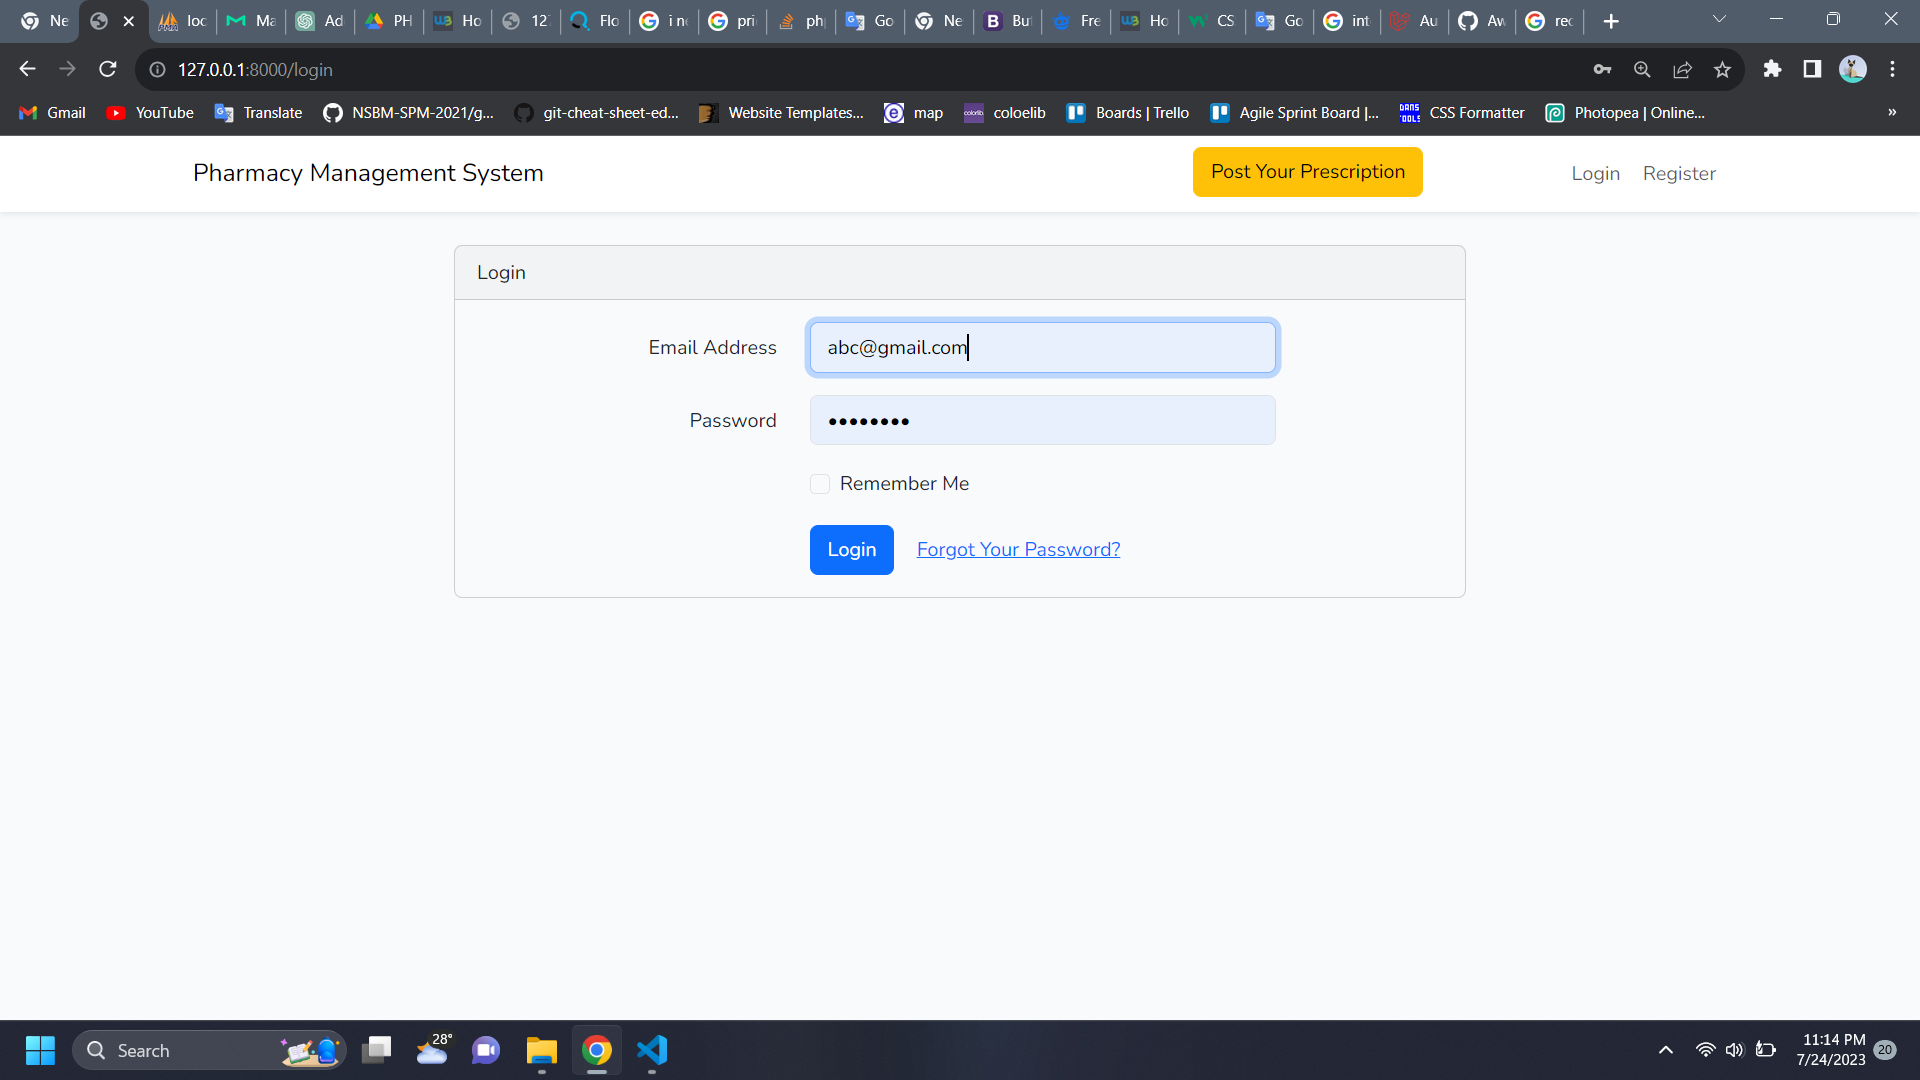 Ne loc Ma Ad PH Ho 127 Flo i ne pri php Go Ne But Fre Ho CS Go int Au Aw rec
127.0.0.1:8000/login
Gmail YouTube Translate NSBM-SPM-2021/g... git-cheat-sheet-ed... Website Templates... map coloelib Boards | Trello Agile Sprint Board |... CSS Formatter Photopea | Online... »
Pharmacy Management System Post Your Prescription Login Register
Login
Email Address abc@gmail.com
Password ••••••••
Remember Me
Login Forgot Your Password?
Search 28° 11:14 PM
7/24/2023 20